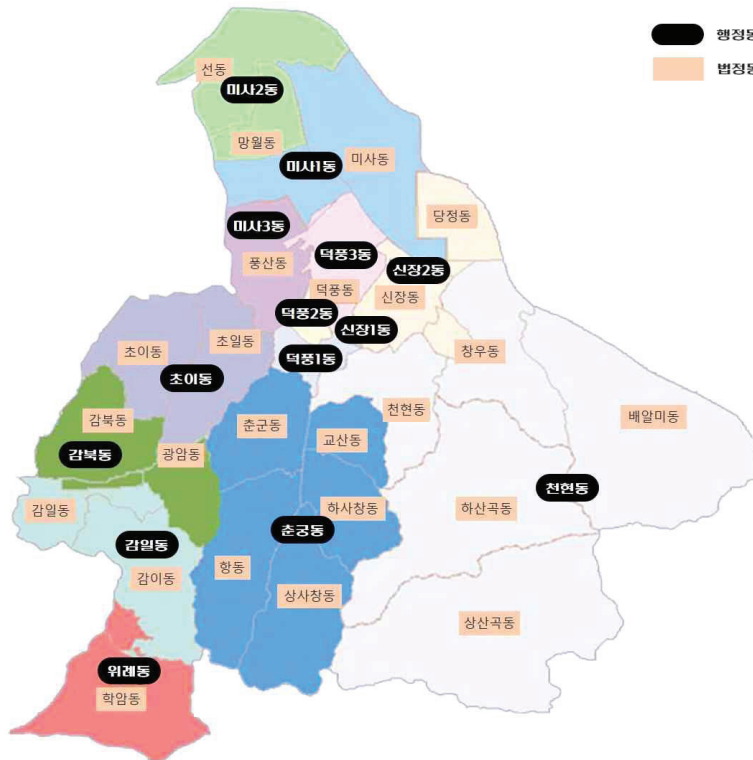 행정동
법정동
선동
미사2동
망월동
미사1동
미사동
당정동
미사3동
풍산동
덕풍3동
신장2동
덕풍동
신장동
덕풍2동
신장1동
초일동
초이동
덕풍1동
창우동
초이동
천현동
배알미동
감북동
춘군동
교산동
광암동
감북동
천현동
감일동
하사창동
하산곡동
춘궁동
감일동
항동
감이동
상사창동
상산곡동
위례동
학암동